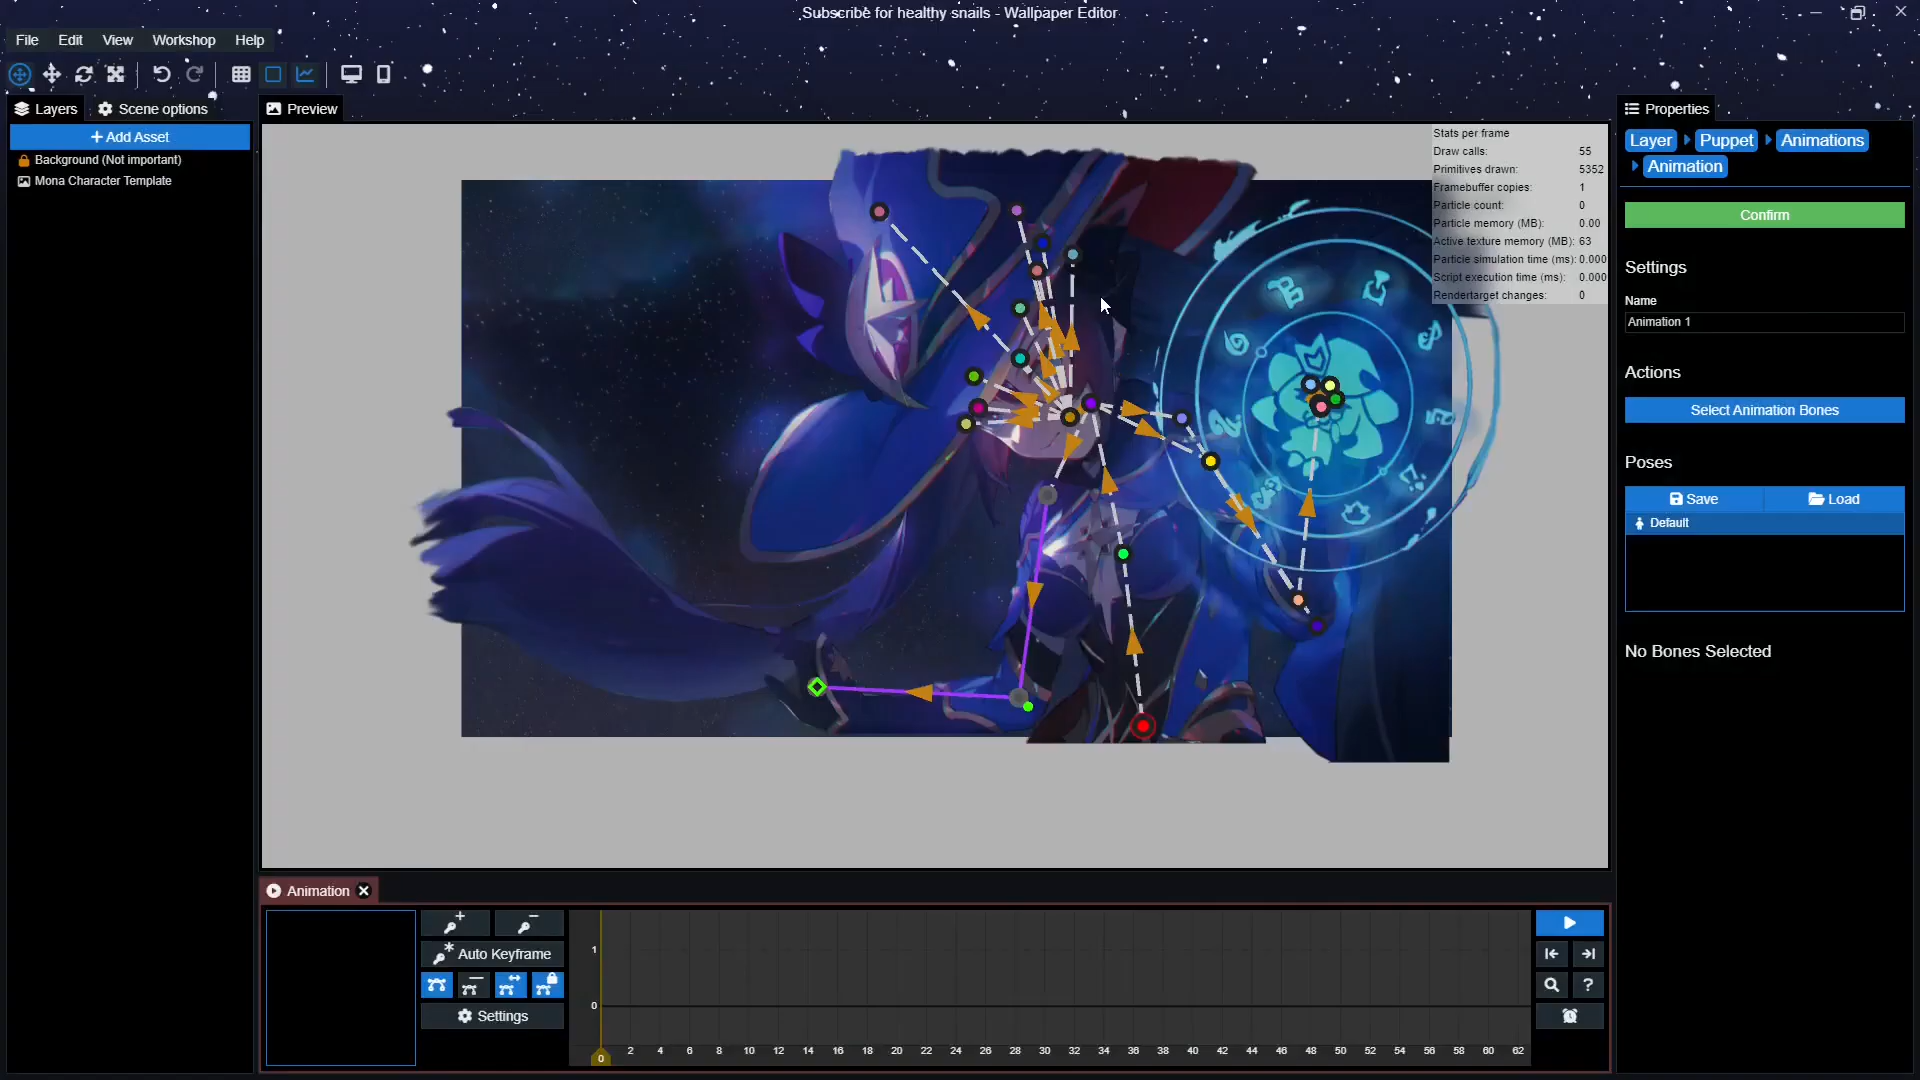 Subscribe for healthy snails - Wallpaper Editor
File Edit View Workshop Help
Layers Scene options
Preview
Properties
+ Add Asset
Background (Not important)
Mona Character Template
Stats per frame
Draw calls: 55
Primitives drawn: 5352
Framebuffer copies: 1
Particle count: 0
Particle memory (MB): 0.00
Active texture memory (MB): 63
Particle simulation time (ms): 0.000
Script execution time (ms): 0.000
Rendertarget changes: 0
Layer Puppet Animations
Animation
Confirm
Settings
Name
Animation 1
Actions
Select Animation Bones
Poses
Save Load
Default
No Bones Selected
Animation
Auto Keyframe
Settings
1
0
0 2 4 6 8 10 12 14 16 18 20 22 24 26 28 30 32 34 36 38 40 42 44 46 48 50 52 54 56 58 60 62
?